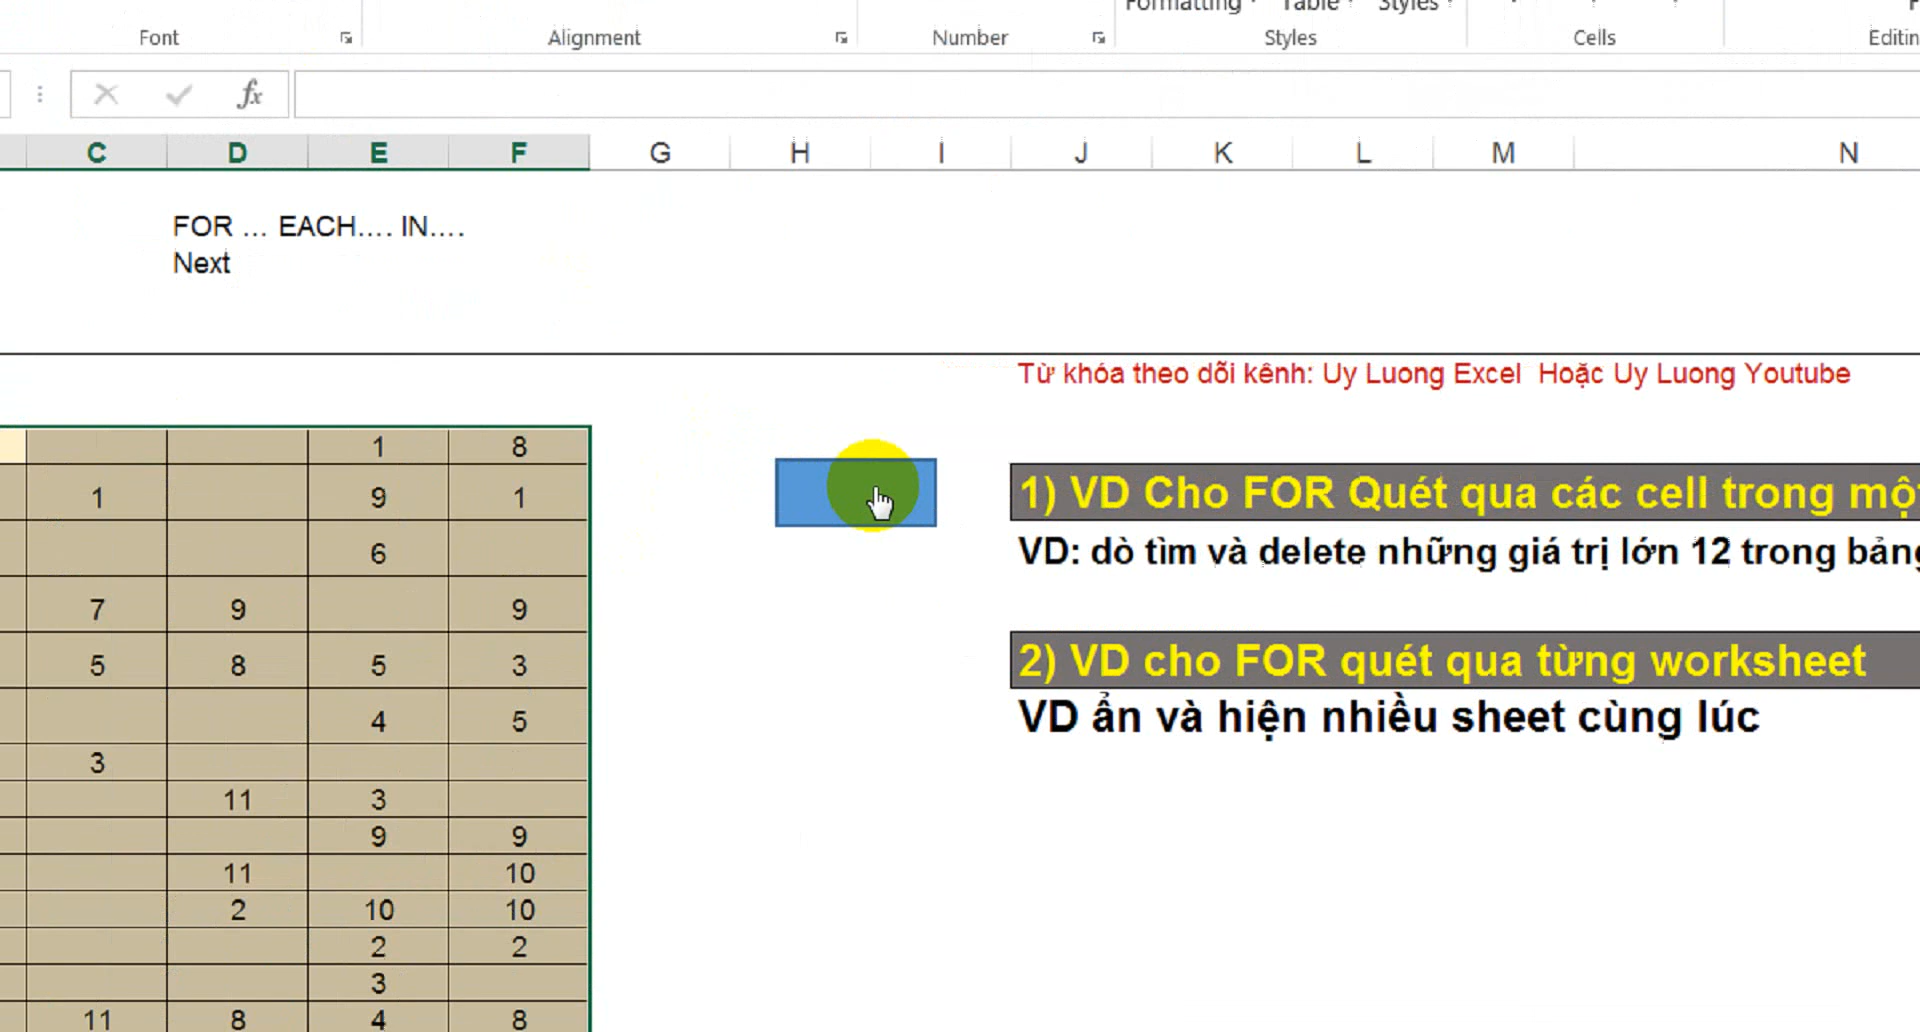 Formatting Table Styles
Font Alignment Number Styles Cells
fx
C D E F G H I J K L M N
FOR ... EACH.... IN....
Next
Từ khóa theo dõi kênh: Uy Luong Excel Hoặc Uy Luong Youtube
1 8
1 9 1
1) VD Cho FOR Quét qua các cell trong
6
VD: dò tìm và delete những giá trị lớn 12 trong
7 9 9
5 8 5 3
2) VD cho FOR quét qua từng worksheet
4 5
VD ẩn và hiện nhiều sheet cùng lúc
3
11 3
9 9
11 10
2 10 10
2 2
3
11 8 4 8